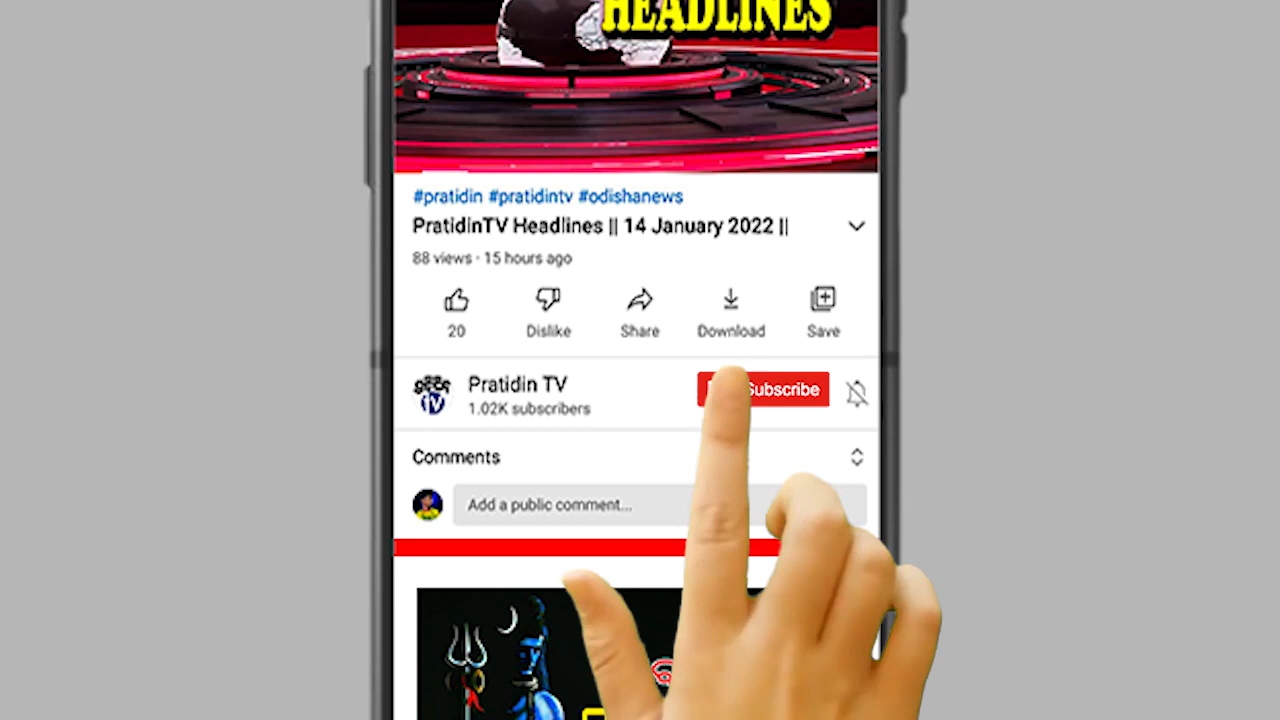 HEADLINES
#pratidin #pratidintv #odishanews
PratidinTV Headlines || 14 January 2022 ||
88 views · 15 hours ago
20
Dislike
Share
Download
Save
Pratidin TV
Subscribe
1.02K subscribers
Comments
Add a public comment...